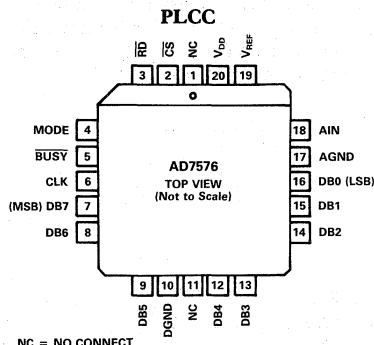 PLCC
RD CS NC VDD VREF
3 2 1 20 19
MODE 4
BUSY 5
CLK 6
(MSB) DB7 7
DB6 8
AD7576
TOP VIEW
(Not to Scale)
18 AIN
17 AGND
16 DB0 (LSB)
15 DB1
14 DB2
9 10 11 12 13
DB5 DGND NC DB4 DB3
NC = NO CONNECT